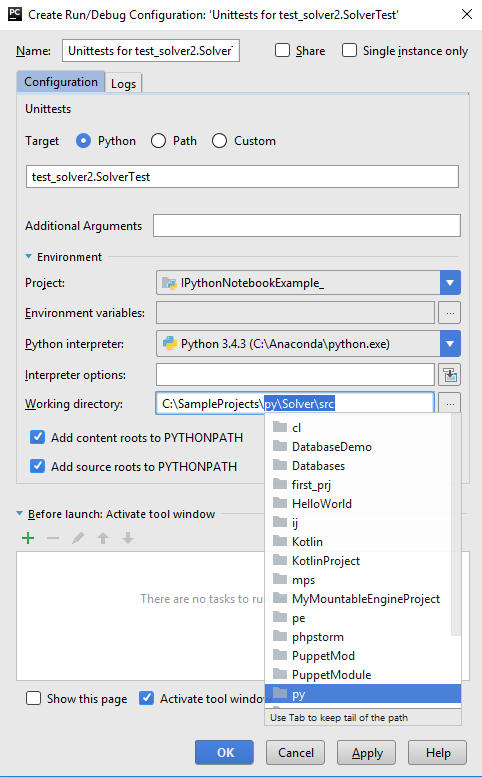 PC Create Run/Debug Configuration: 'Unittests for test_solver2.SolverTest'
Name: Unittests for test_solver2.Solver Share Single instance only
Configuration Logs
Unittests
Target Python Path Custom
test_solver2.SolverTest
Additional Arguments
Environment
Project: IPythonNotebookExample_
Environment variables: ...
Python interpreter: Python 3.4.3 (C:\Anaconda\python.exe)
Interpreter options:
Working directory: C:\SampleProjects\py\Solver\src ...
Add content roots to PYTHONPATH
cl
DatabaseDemo
Add source roots to PYTHONPATH
Databases
first_prj
HelloWorld
Before launch: Activate tool window
ij
Kotlin
KotlinProject
mps
There are no tasks to ru
MyMountableEngineProject
pe
phpstorm
PuppetMod
PuppetModule
Show this page Activate tool windo
py
Use Tab to keep tail of the path
OK Cancel Apply Help